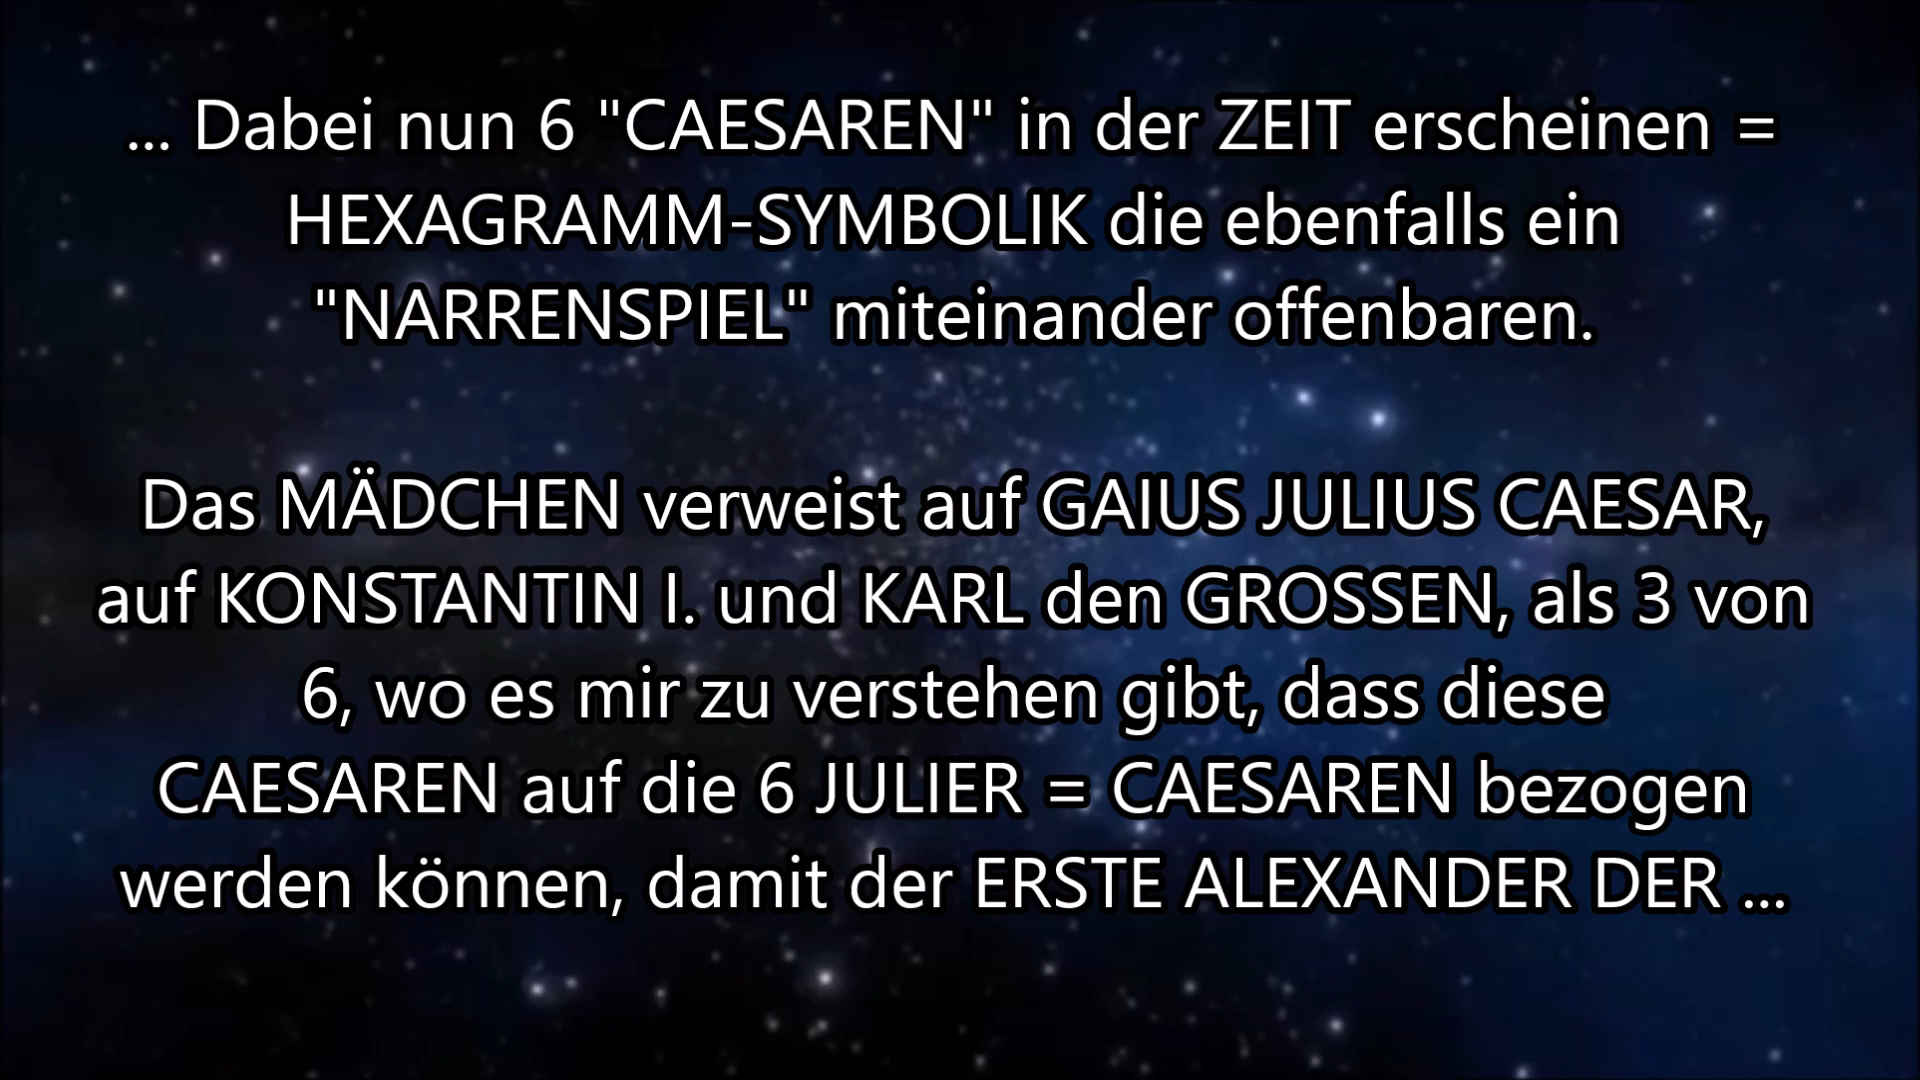 ... Dabei nun 6 "CAESAREN" in der ZEIT erscheinen =
HEXAGRAMM-SYMBOLIK die ebenfalls ein
"NARRENSPIEL" miteinander offenbaren.
Das MÄDCHEN verweist auf GAIUS JULIUS CAESAR,
auf KONSTANTIN I. und KARL den GROSSEN, als 3 von
6, wo es mir zu verstehen gibt, dass diese
CAESAREN auf die 6 JULIER = CAESAREN bezogen
werden können, damit der ERSTE ALEXANDER DER ...